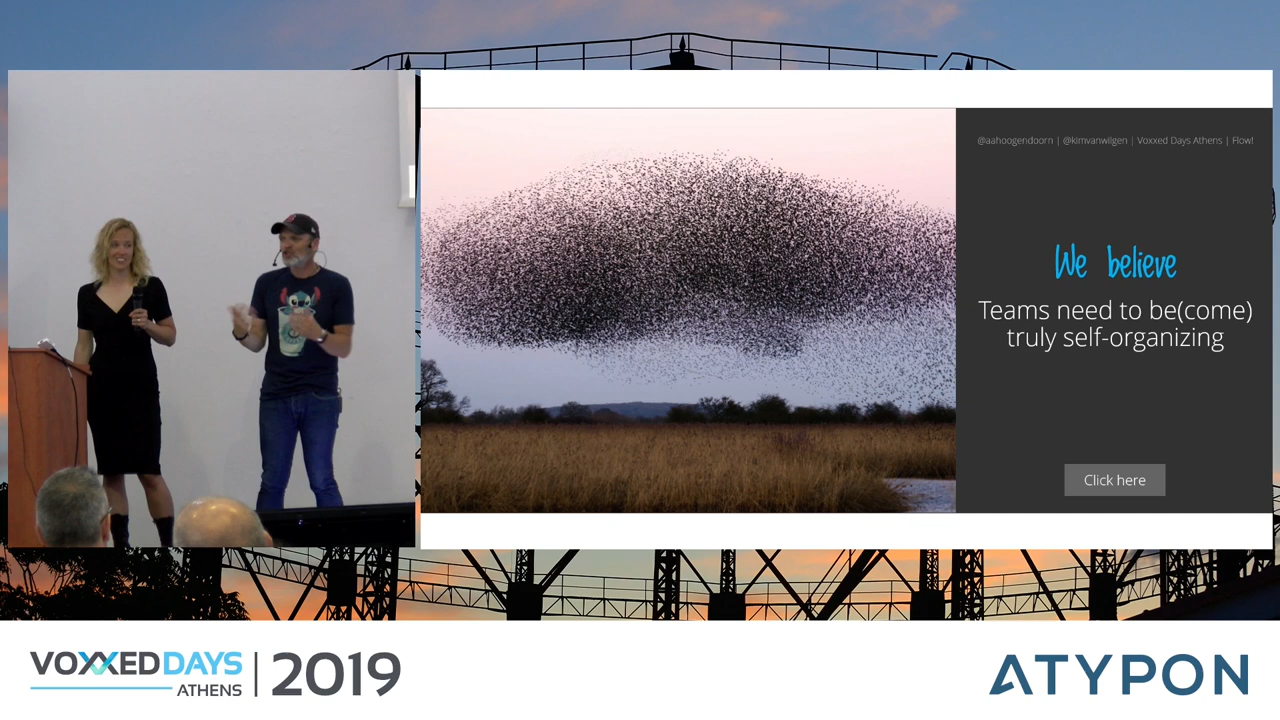 @aahoogendoorn | @kimvanwilgen | Voxxed Days Athens | Flow!
We believe
Teams need to be(come)
truly self-organizing
Click here
VOXXED DAYS
ATHENS
2019
ATYPON